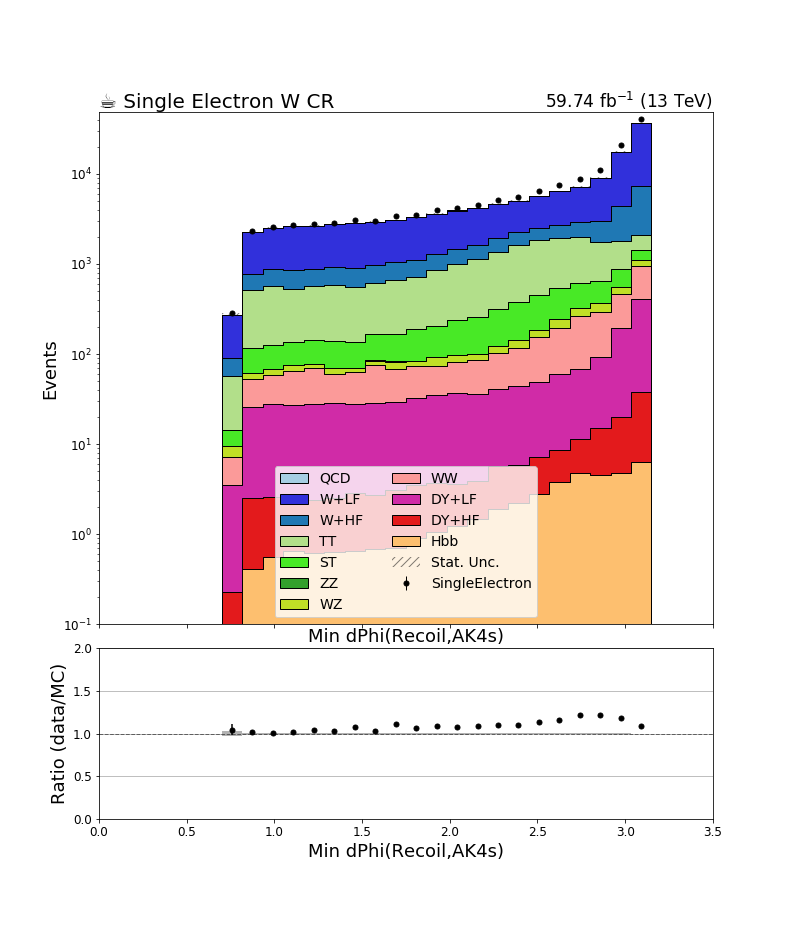 ☕ Single Electron W CR 59.74 fb⁻¹ (13 TeV)
Events
10⁴
10³
10²
10¹
10⁰
10⁻¹
QCD
W+LF
W+HF
TT
ST
ZZ
WZ
WW
DY+LF
DY+HF
Hbb
Stat. Unc.
SingleElectron
Min dPhi(Recoil,AK4s)
Ratio (data/MC)
2.0
1.5
1.0
0.5
0.0
0.0 0.5 1.0 1.5 2.0 2.5 3.0 3.5
Min dPhi(Recoil,AK4s)